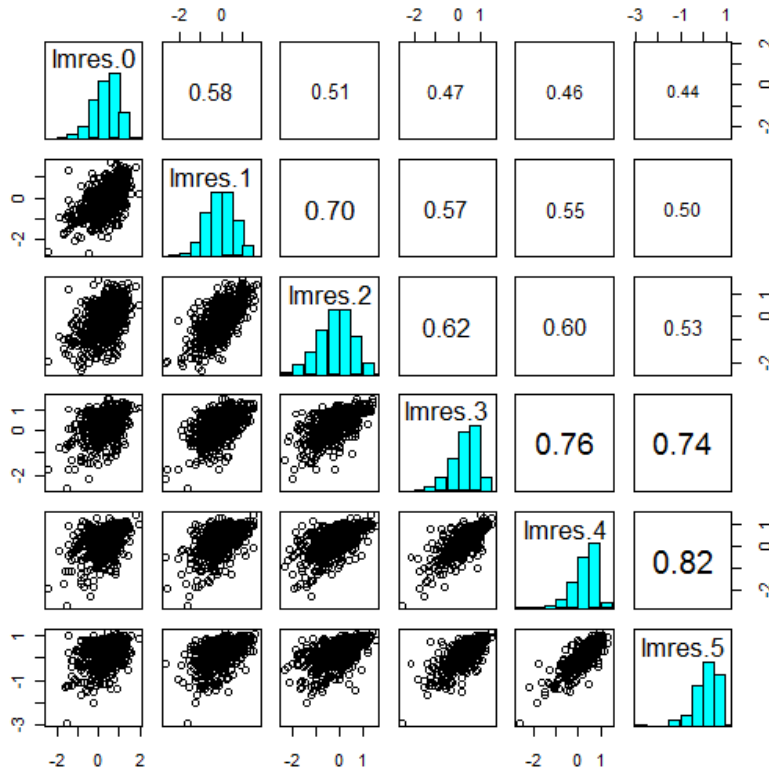 -2 0 -2 0 1 -3 -1 1
lmres.0 0.58 0.51 0.47 0.46 0.44
-2 0 2
-2 0
lmres.1 0.70 0.57 0.55 0.50
lmres.2 0.62 0.60 0.53
-2 0 1
-2 0 1
lmres.3 0.76 0.74
lmres.4 0.82
-2 0 1
-3 -1 1
lmres.5
-2 0 2 -2 0 1 -2 0 1